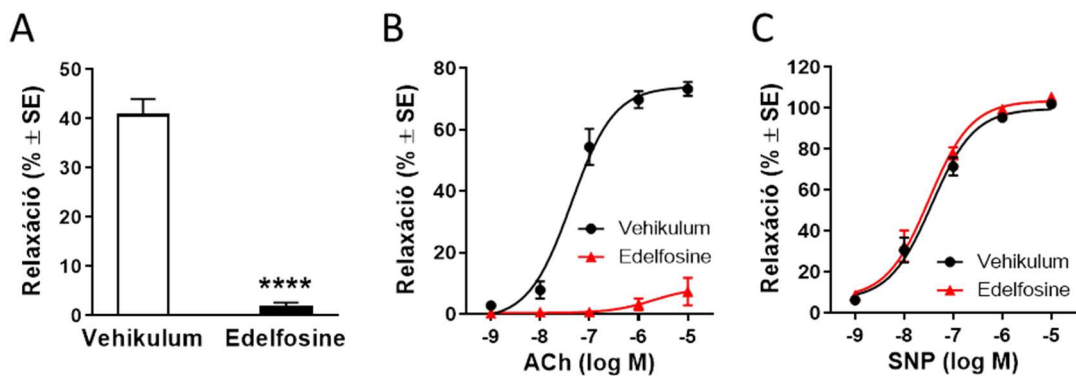 A
Relaxáció (% ± SE)
50
40
30
20
10
0
****
Vehikulum
Edelfosine
B
Relaxáció (% ± SE)
80
60
40
20
0
Vehikulum
Edelfosine
-9
-8
-7
-6
-5
ACh (log M)
C
Relaxáció (% ± SE)
120
100
80
60
40
20
0
Vehikulum
Edelfosine
-9
-8
-7
-6
-5
SNP (log M)